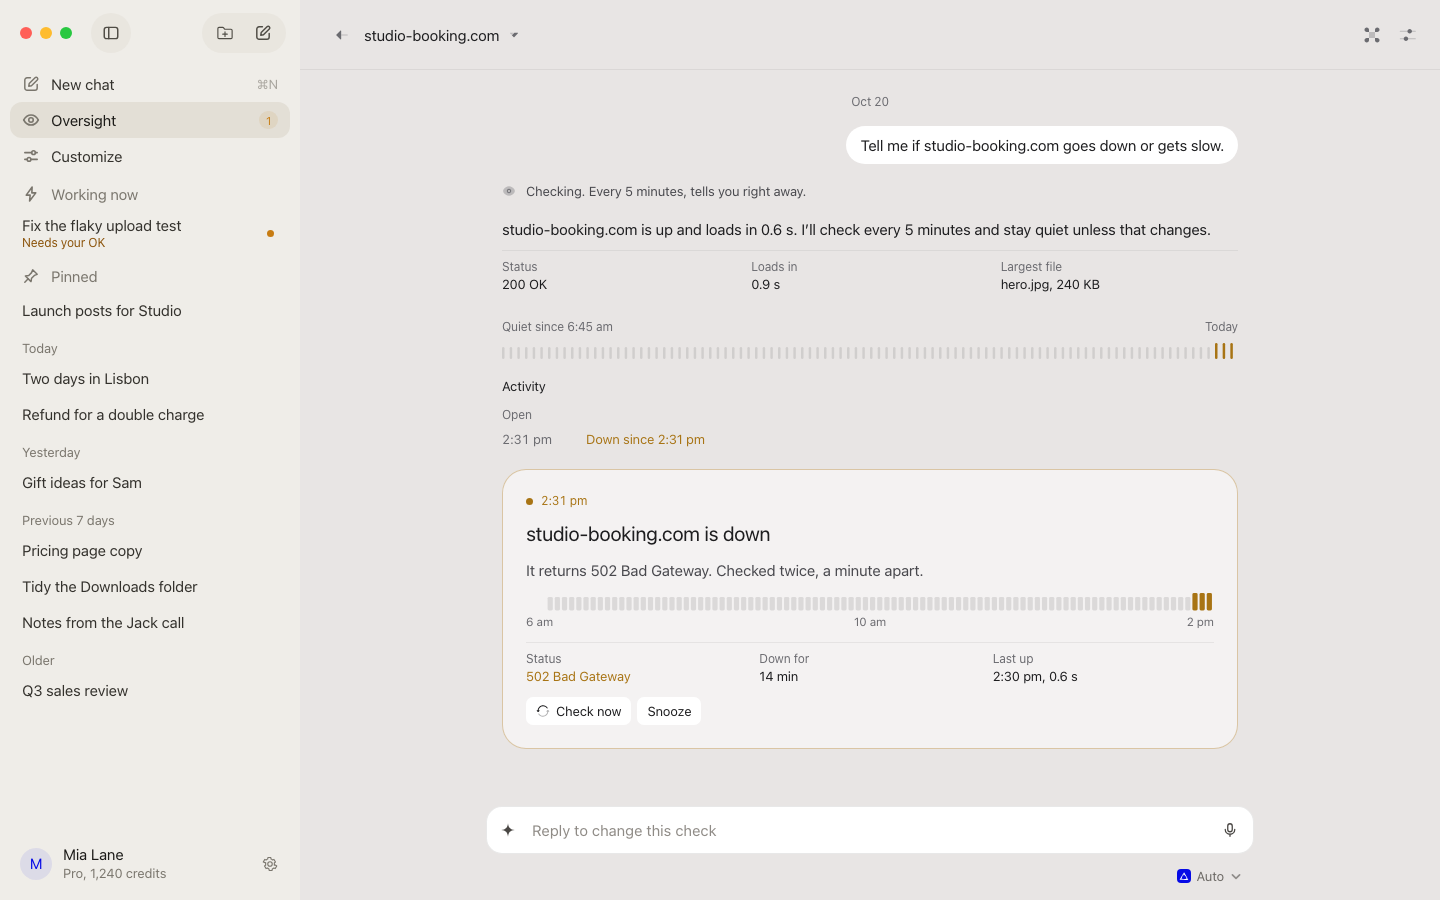 New chat
⌘N
Oversight
1
Customize
Working now
Fix the flaky upload test
Needs your OK
Pinned
Launch posts for Studio
Today
Two days in Lisbon
Refund for a double charge
Yesterday
Gift ideas for Sam
Previous 7 days
Pricing page copy
Tidy the Downloads folder
Notes from the Jack call
Older
Q3 sales review
M
Mia Lane
Pro, 1,240 credits
studio-booking.com
Oct 20
Tell me if studio-booking.com goes down or gets slow.
Checking. Every 5 minutes, tells you right away.
studio-booking.com is up and loads in 0.6 s. I’ll check every 5 minutes and stay quiet unless that changes.
Status Loads in Largest file
200 OK 0.9 s hero.jpg, 240 KB
Quiet since 6:45 am Today
Activity
Open
2:31 pm Down since 2:31 pm
2:31 pm
studio-booking.com is down
It returns 502 Bad Gateway. Checked twice, a minute apart.
6 am 10 am 2 pm
Status Down for Last up
502 Bad Gateway 14 min 2:30 pm, 0.6 s
Check now Snooze
Reply to change this check
Auto